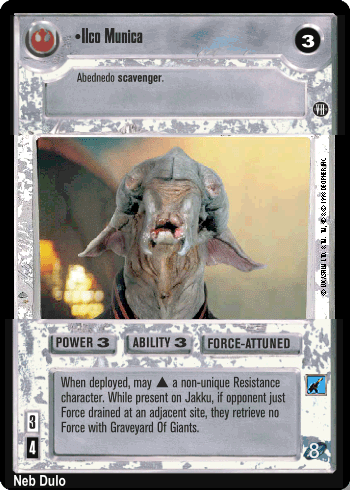 •Ilco Munica
3
Abednedo scavenger.
VII
POWER 3 ABILITY 3 FORCE-ATTUNED
When deployed, may ▲ a non-unique Resistance
character. While present on Jakku, if opponent just
Force drained at an adjacent site, they retrieve no
Force with Graveyard Of Giants.
3
4
8
Neb Dulo